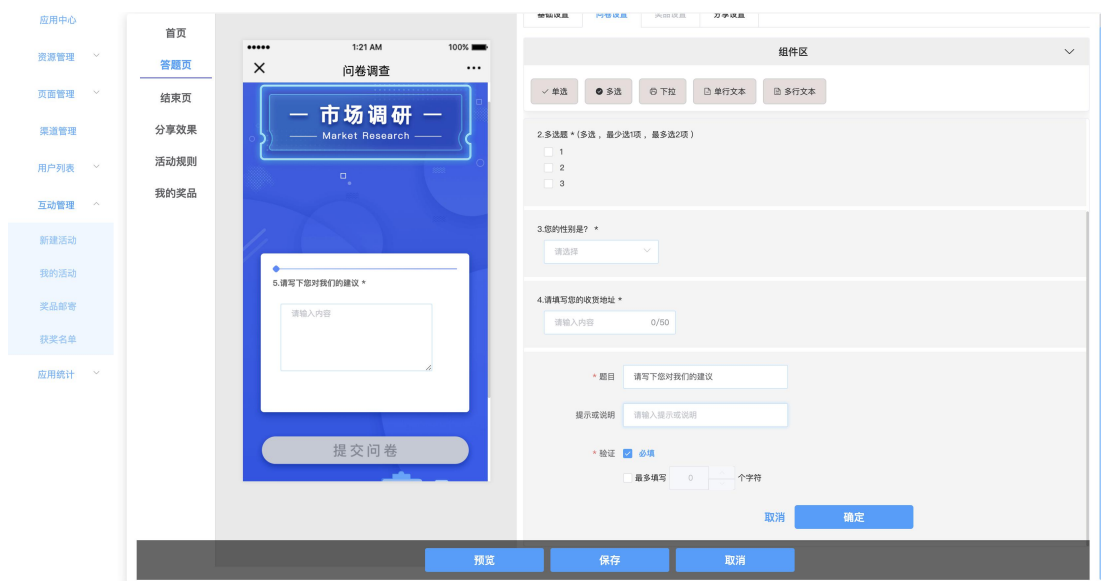 应用中心
资源管理
页面管理
渠道管理
用户列表
互动管理
新建活动
我的活动
奖品邮寄
获奖名单
应用统计
首页
答题页
结束页
分享效果
活动规则
我的奖品
1:21 AM
100%
问卷调查
市场调研
Market Research
5.请写下您对我们的建议 *
请输入内容
提交问卷
基础设置 问卷设置 奖品设置 分享设置
组件区
单选 多选 下拉 单行文本 多行文本
2.多选题 * (多选 ，最少选1项 ，最多选2项 )
1
2
3
3.您的性别是? *
请选择
4.请填写您的收货地址 *
请输入内容 0/50
* 题目 请写下您对我们的建议
提示或说明 请输入提示或说明
* 验证 必填
最多填写 0 个字符
取消 确定
预览 保存 取消